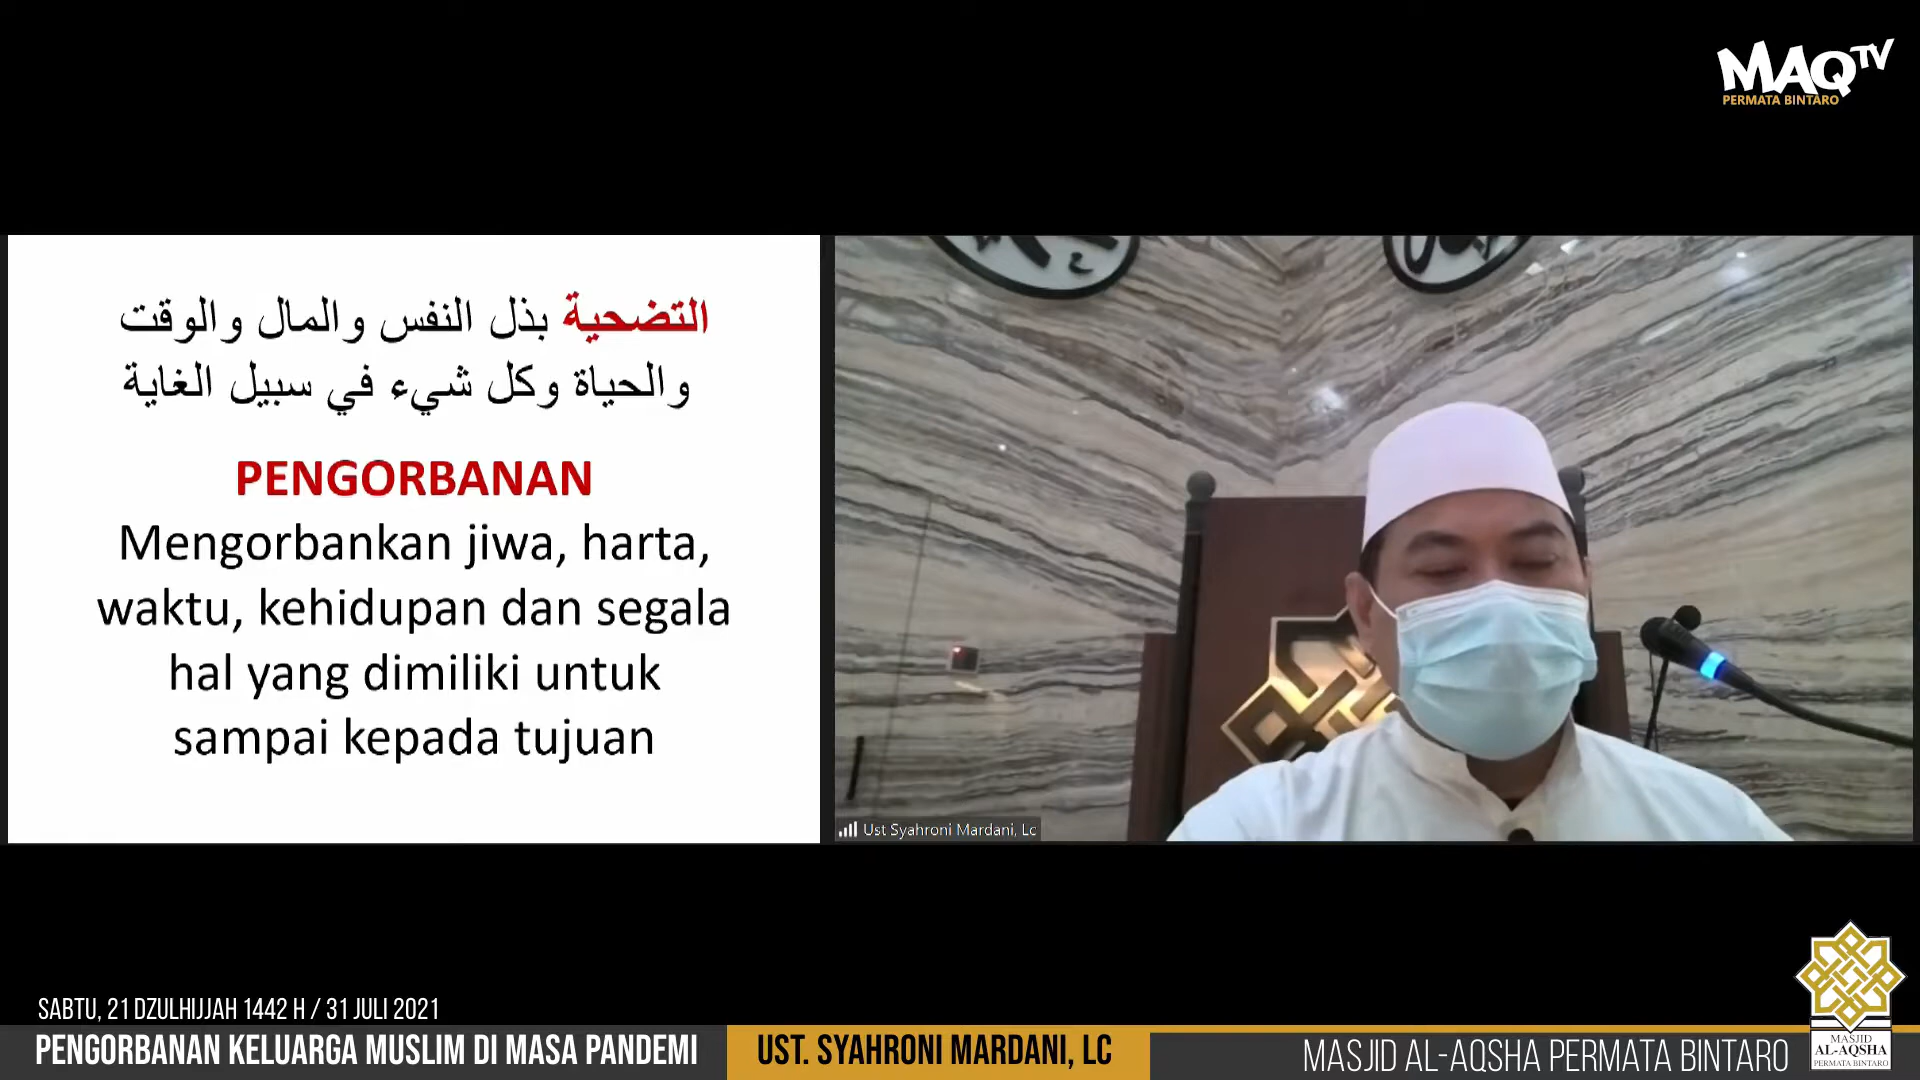 MAQTV
PERMATA BINTARO
التضحية بذل النفس والمال والوقت
والحياة وكل شيء في سبيل الغاية
PENGORBANAN
Mengorbankan jiwa, harta,
waktu, kehidupan dan segala
hal yang dimiliki untuk
sampai kepada tujuan
Ust Syahroni Mardani, Lc
SABTU, 21 DZULHIJJAH 1442 H / 31 JULI 2021
PENGORBANAN KELUARGA MUSLIM DI MASA PANDEMI
UST. SYAHRONI MARDANI, LC
MASJID AL-AQSHA PERMATA BINTARO
MASJID
AL-AQSHA
PERMATA BINTARO